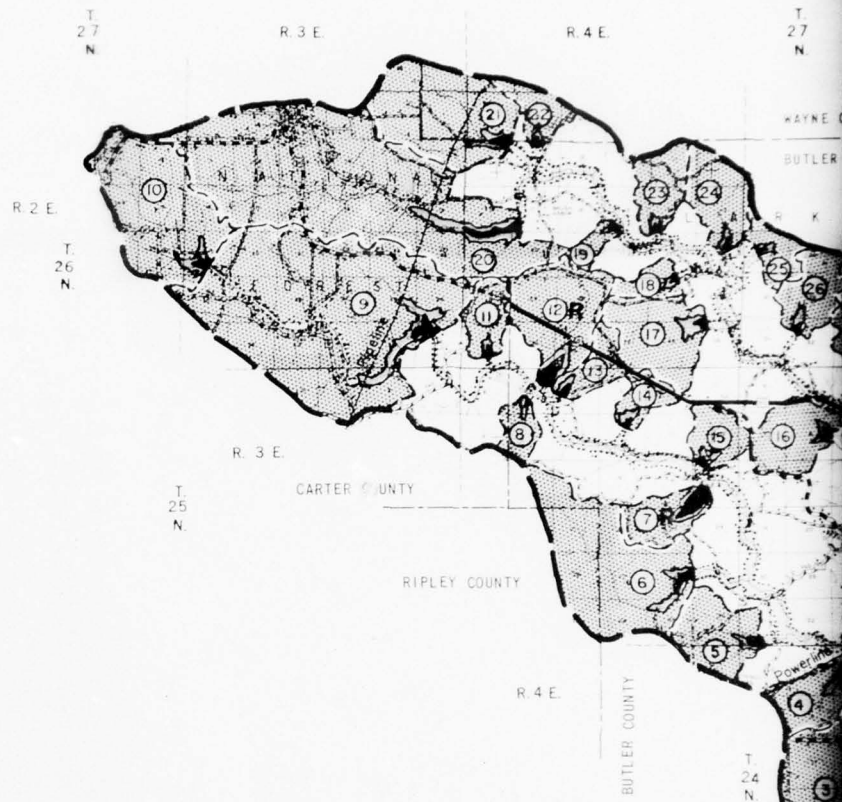 T.
27
N.
R. 3 E.
R. 4 E.
T.
27
N.
WAYNE C
BUTLER
21
22
10
N A T I O N A
23
24
L A R K
R. 2 E.
T.
26
N.
20
19
25
26
18
F O R E S T
9
11
12 R
17
Pipeline
13
14
8
15
16
R. 3 E.
CARTER COUNTY
T.
25
N.
7 R
RIPLEY COUNTY
6
5
Powerline
R. 4 E.
BUTLER COUNTY
4
T.
24
N.
3